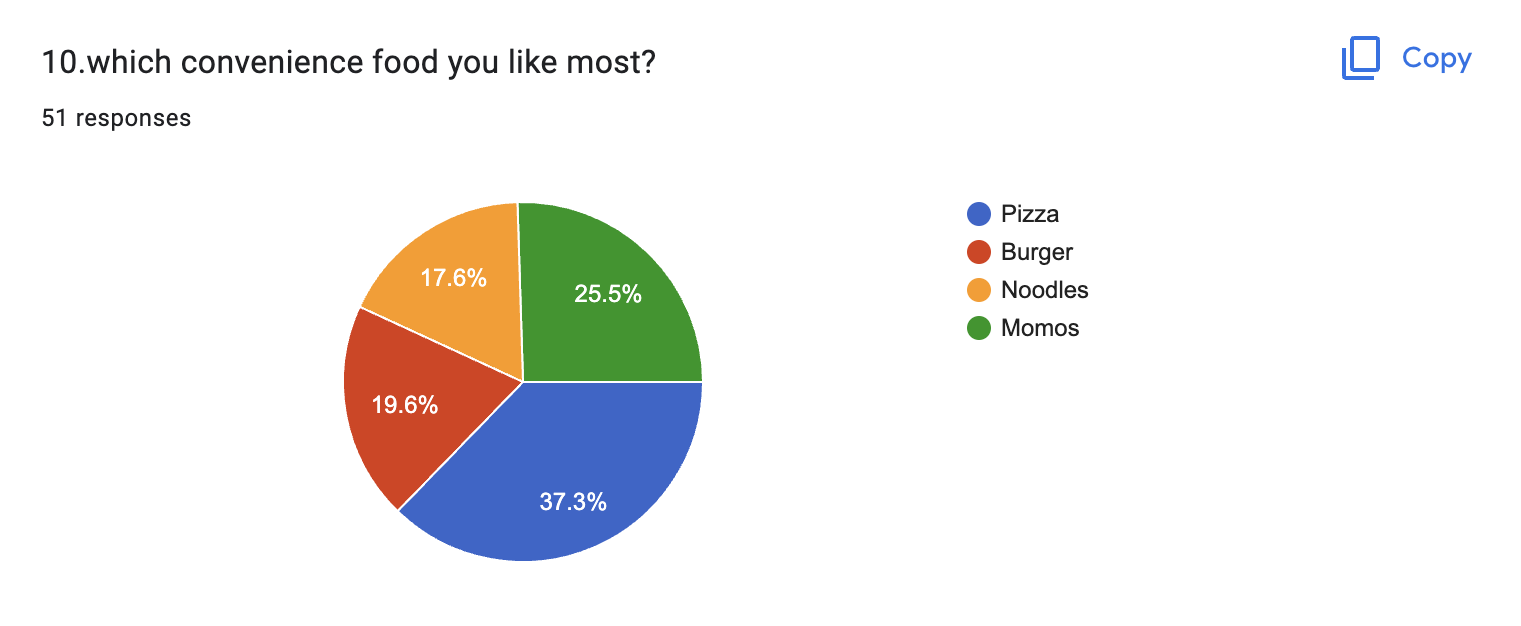 10.which convenience food you like most?
Copy
51 responses
17.6%
25.5%
19.6%
37.3%
Pizza
Burger
Noodles
Momos